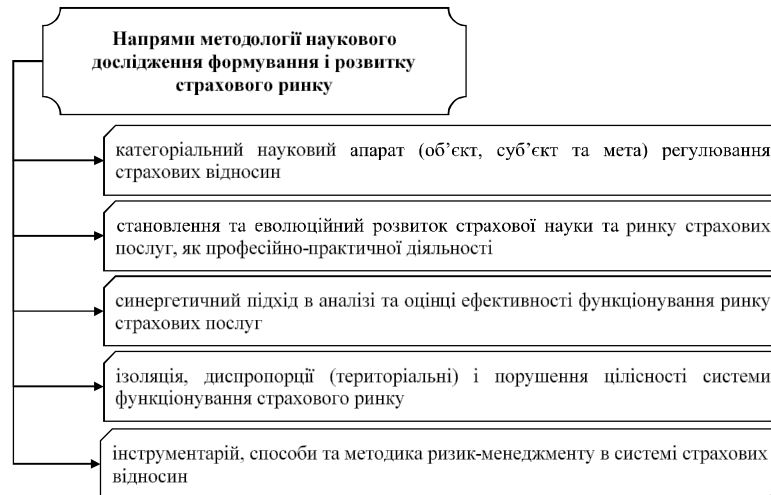 Напрями методології наукового
дослідження формування і розвитку
страхового ринку
категоріальний науковий апарат (об’єкт, суб’єкт та мета) регулювання
страхових відносин
становлення та еволюційний розвиток страхової науки та ринку страхових
послуг, як професійно-практичної діяльності
синергетичний підхід в аналізі та оцінці ефективності функціонування ринку
страхових послуг
ізоляція, диспропорції (територіальні) і порушення цілісності системи
функціонування страхового ринку
інструментарій, способи та методика ризик-менеджменту в системі страхових
відносин